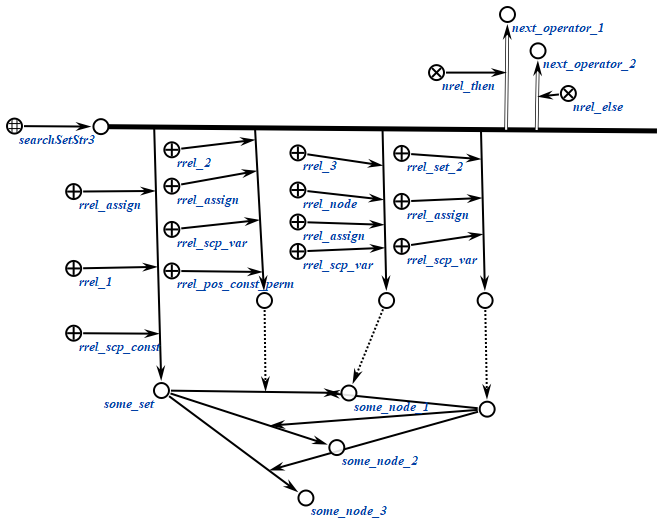 next_operator_1
next_operator_2
nrel_then
nrel_else
searchSetStr3
rrel_2
rrel_3
rrel_set_2
rrel_assign
rrel_assign
rrel_node
rrel_assign
rrel_scp_var
rrel_assign
rrel_scp_var
rrel_scp_var
rrel_1
rrel_pos_const_perm
rrel_scp_const
some_set
some_node_1
some_node_2
some_node_3